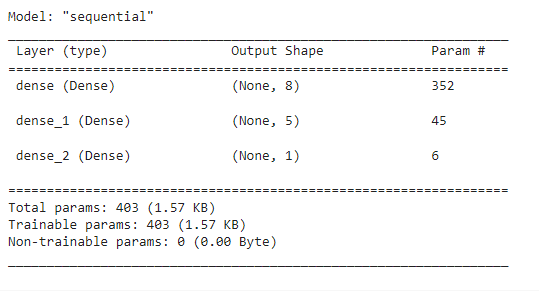 Model: "sequential"
Layer (type) Output Shape Param #
dense (Dense) (None, 8) 352
dense_1 (Dense) (None, 5) 45
dense_2 (Dense) (None, 1) 6
Total params: 403 (1.57 KB)
Trainable params: 403 (1.57 KB)
Non-trainable params: 0 (0.00 Byte)